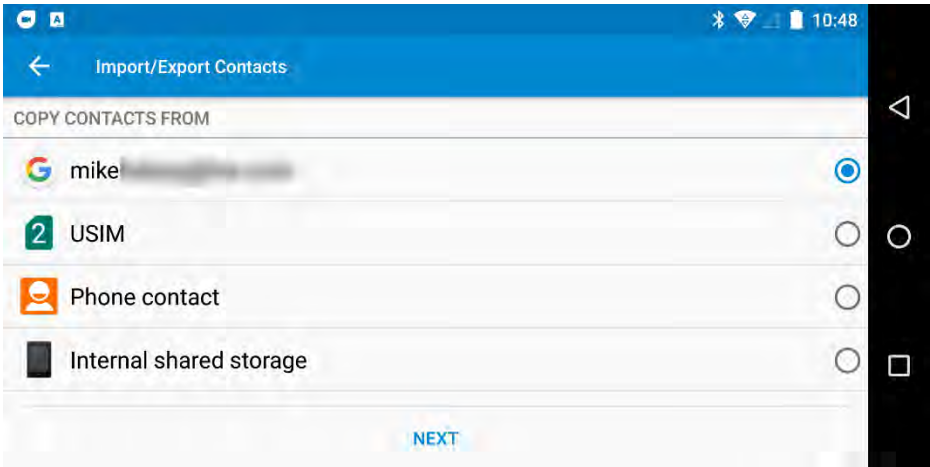 10:48
Import/Export Contacts
COPY CONTACTS FROM
mike
2 USIM
Phone contact
Internal shared storage
NEXT